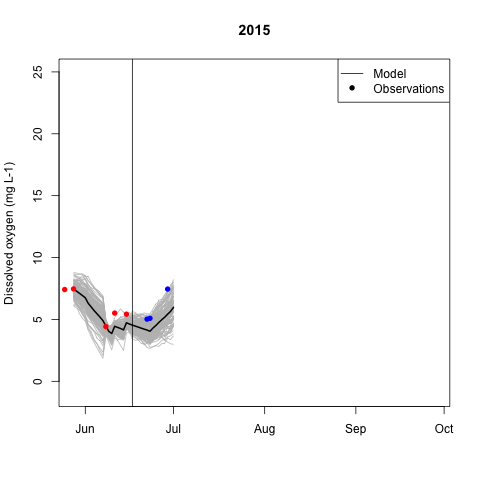 2015
Model
Observations
Dissolved oxygen (mg L-1)
25
20
15
10
5
0
Jun
Jul
Aug
Sep
Oct